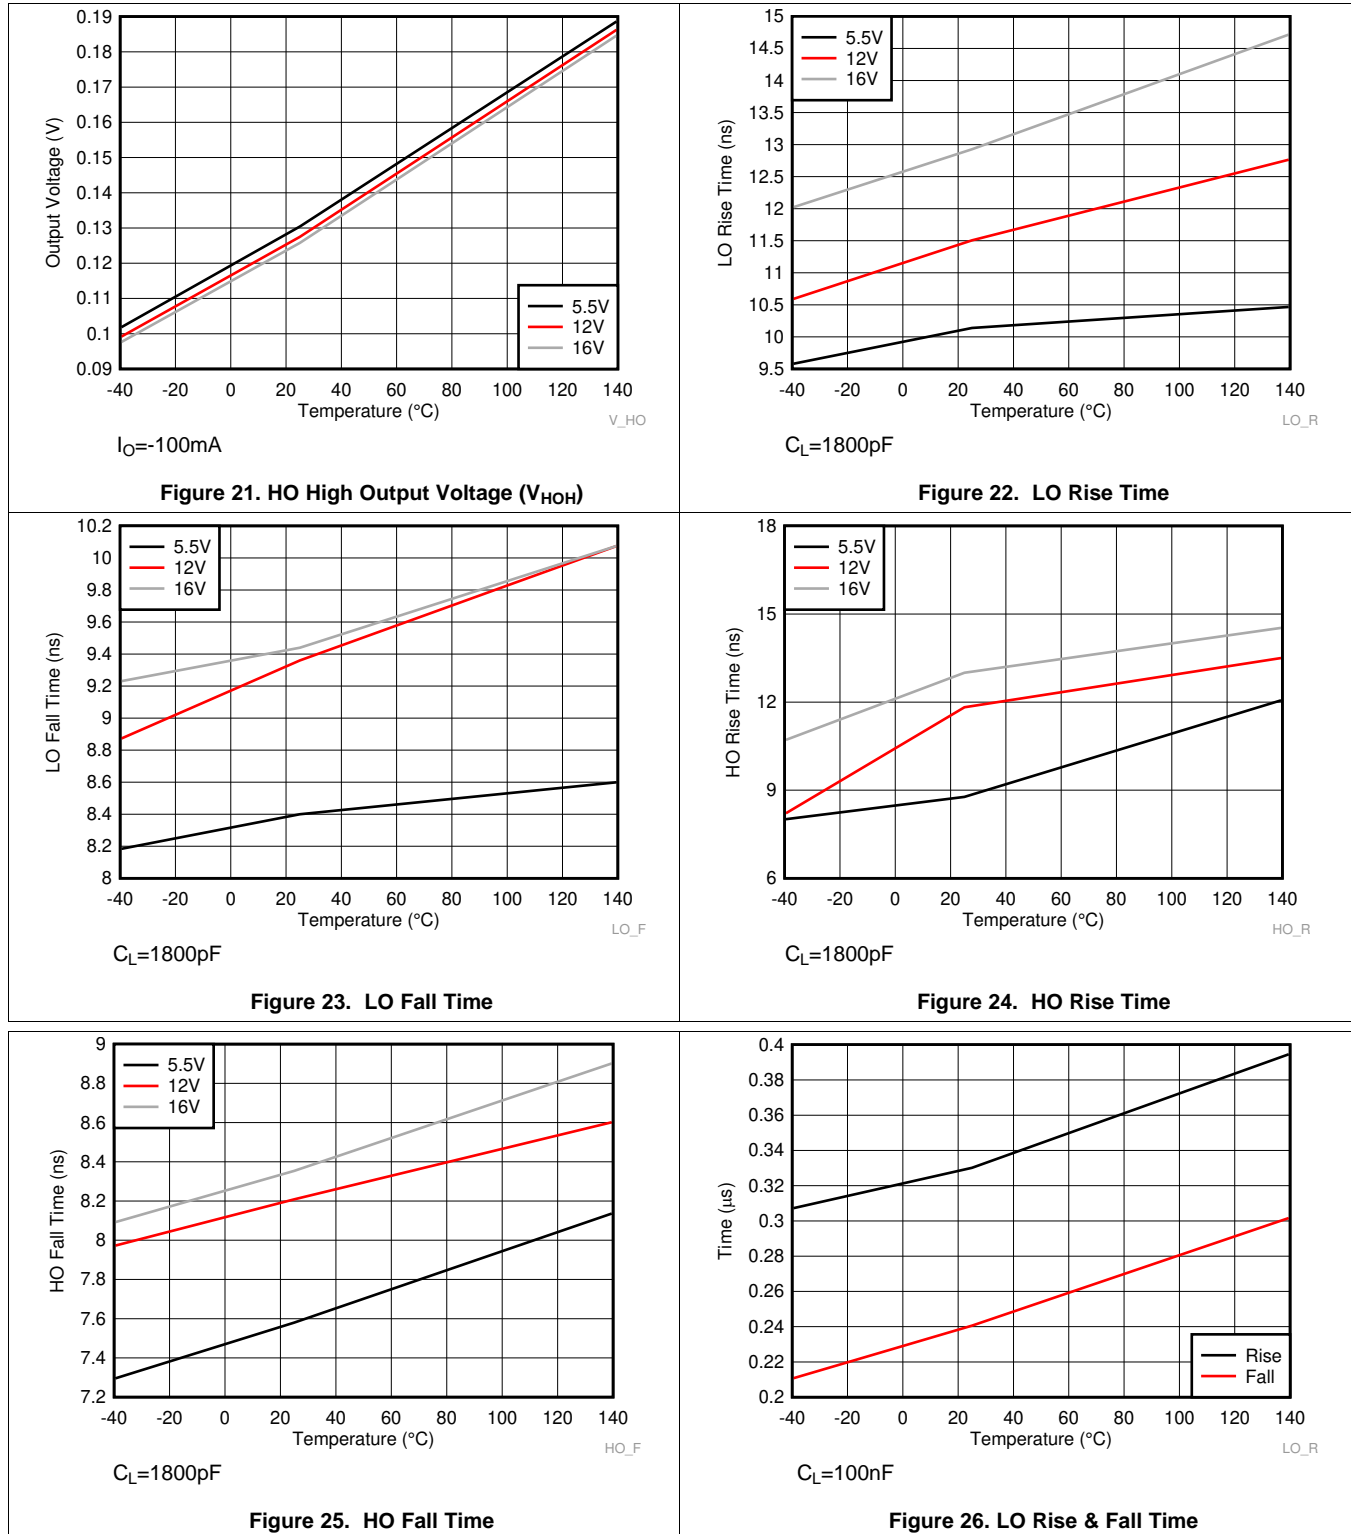 0.19
0.18
0.17
0.16
0.15
0.14
0.13
0.12
0.11
0.1
0.09
Output Voltage (V)
5.5V
12V
16V
-40 -20 0 20 40 60 80 100 120 140
Temperature (°C)
V_HO
IO=-100mA
Figure 21. HO High Output Voltage (VHOH)
15
14.5
14
13.5
13
12.5
12
11.5
11
10.5
10
9.5
LO Rise Time (ns)
5.5V
12V
16V
-40 -20 0 20 40 60 80 100 120 140
Temperature (°C)
LO_R
CL=1800pF
Figure 22. LO Rise Time
10.2
10
9.8
9.6
9.4
9.2
9
8.8
8.6
8.4
8.2
8
LO Fall Time (ns)
5.5V
12V
16V
-40 -20 0 20 40 60 80 100 120 140
Temperature (°C)
LO_F
CL=1800pF
Figure 23. LO Fall Time
18
15
12
9
6
HO Rise Time (ns)
5.5V
12V
16V
-40 -20 0 20 40 60 80 100 120 140
Temperature (°C)
HO_R
CL=1800pF
Figure 24. HO Rise Time
9
8.8
8.6
8.4
8.2
8
7.8
7.6
7.4
7.2
HO Fall Time (ns)
5.5V
12V
16V
-40 -20 0 20 40 60 80 100 120 140
Temperature (°C)
HO_F
CL=1800pF
Figure 25. HO Fall Time
0.4
0.38
0.36
0.34
0.32
0.3
0.28
0.26
0.24
0.22
0.2
Time (μs)
Rise
Fall
-40 -20 0 20 40 60 80 100 120 140
Temperature (°C)
LO_R
CL=100nF
Figure 26. LO Rise & Fall Time